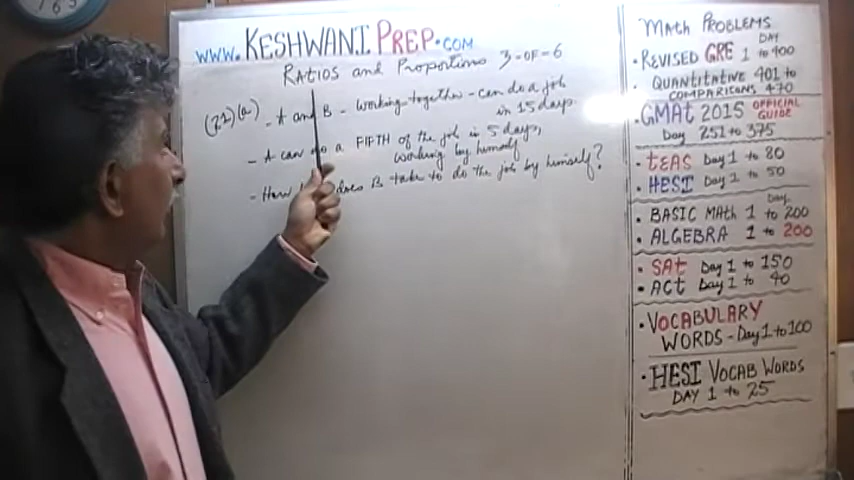 www.KESHWANIPREP.COM
RATIOS and Proportions 3-OF-6
(22)(a) - A and B - working-together - can do a job
in 15 days.
- A can do a FIFTH of the job in 5 days,
working by himself
- How does B take to do the job by himself?
MATH PROBLEMS
DAY
• REVISED GRE 1 to 400
• QUANTITATIVE 401 to
COMPARISONS 470
• GMAT 2015 OFFICIAL
GUIDE
Day 251 to 375
• TEAS Day 1 to 80
• HESI Day 1 to 50
Day
• BASIC MATH 1 to 200
• ALGEBRA 1 to 200
• SAT Day 1 to 150
• ACT Day 1 to 40
• VOCABULARY
WORDS - Day 1 to 100
• HESI VOCAB WORDS
DAY 1 to 25